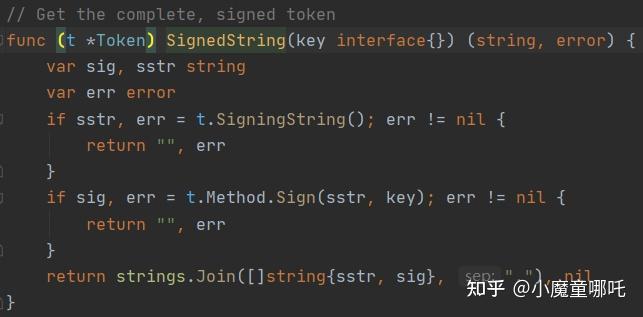 // Get the complete, signed token
func (t *Token) SignedString(key interface{}) (string, error) {
    var sig, sstr string
    var err error
    if sstr, err = t.SigningString(); err != nil {
        return "", err
    }
    if sig, err = t.Method.Sign(sstr, key); err != nil {
        return "", err
    }
    return strings.Join([]string{sstr, sig}, sep: "."), nil
}
知乎 @小魔童哪吒